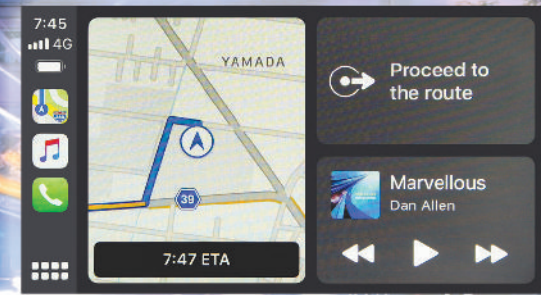 7:45
4G
YAMADA
39
7:47 ETA
Proceed to
the route
Marvellous
Dan Allen